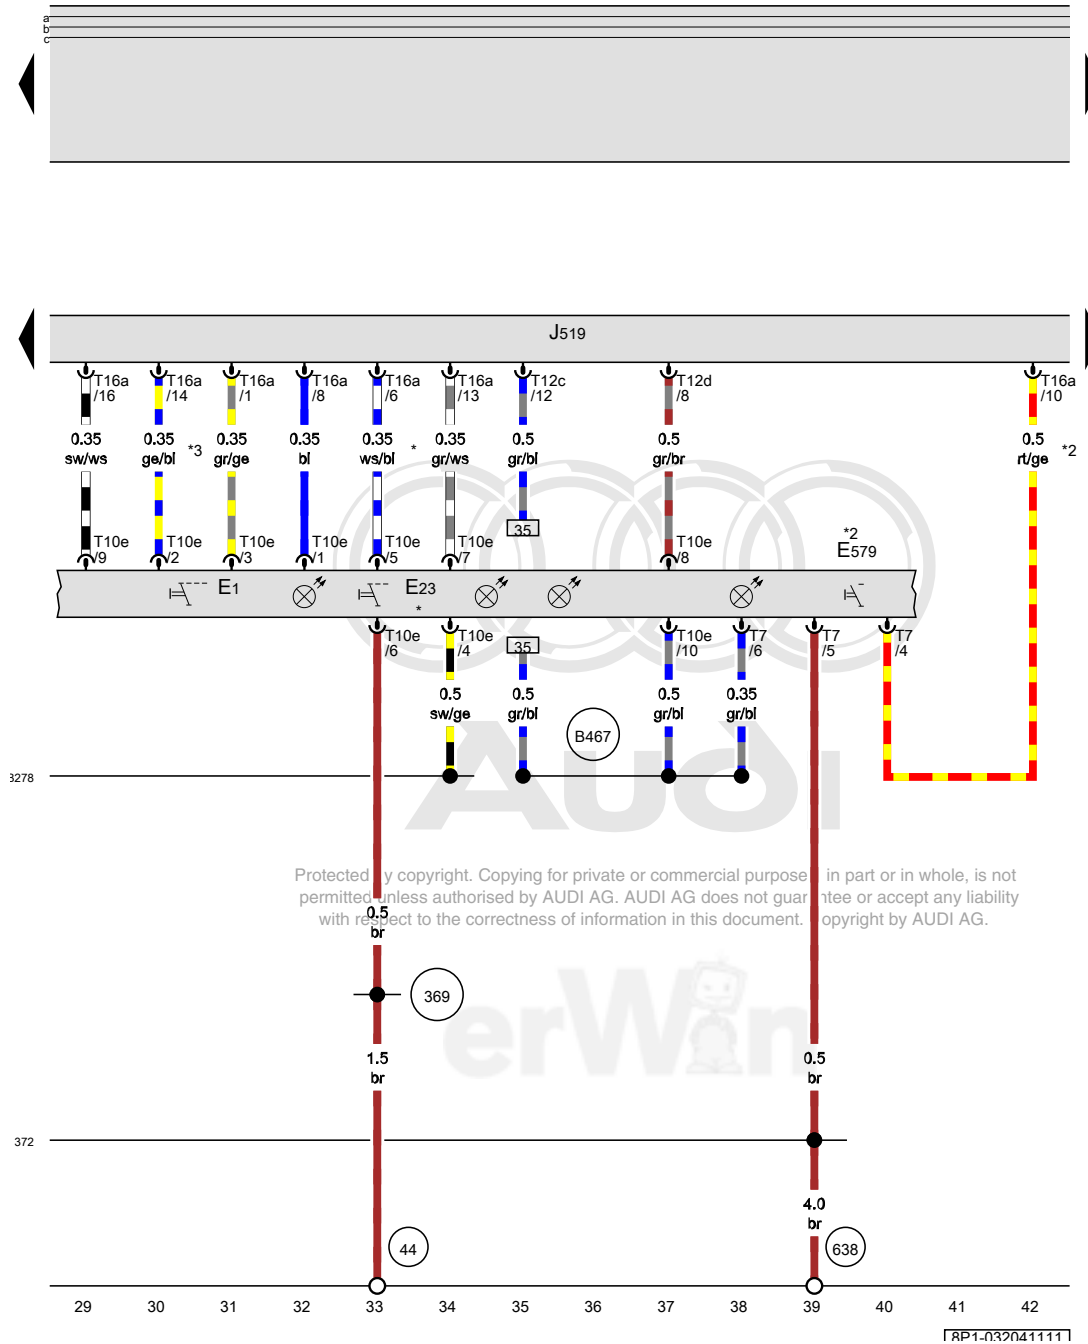 a
b
c
J519
T16a T16a T16a T16a T16a T16a T12c T12d T16a
/16 /14 /1 /8 /6 /13 /12 /8 /10
0.35 0.35 0.35 0.35 0.35 0.35 0.5 0.5 0.5
sw/ws ge/bl *3 gr/ge bl ws/bl * gr/ws gr/bl gr/br rt/ge *2
35
*2
T10e T10e T10e T10e T10e T10e T10e E579
/9 /2 /3 /1 /5 /7 /8
E1 E23
*
T10e T10e 35 T10e T7 T7 T7
/6 /4 /10 /6 /5 /4
0.5 0.5 0.5 0.35
sw/ge gr/bl gr/bl gr/bl
B467
3278
Audi
Protected y copyright. Copying for private or commercial purpose in part or in whole, is not
permitted unless authorised by AUDI AG. AUDI AG does not guar ntee or accept any liability
with respect to the correctness of information in this document. opyright by AUDI AG.
0.5
br
369
erWin
1.5 0.5
br br
372
4.0
br
44 638
29 30 31 32 33 34 35 36 37 38 39 40 41 42
8P1-032041111